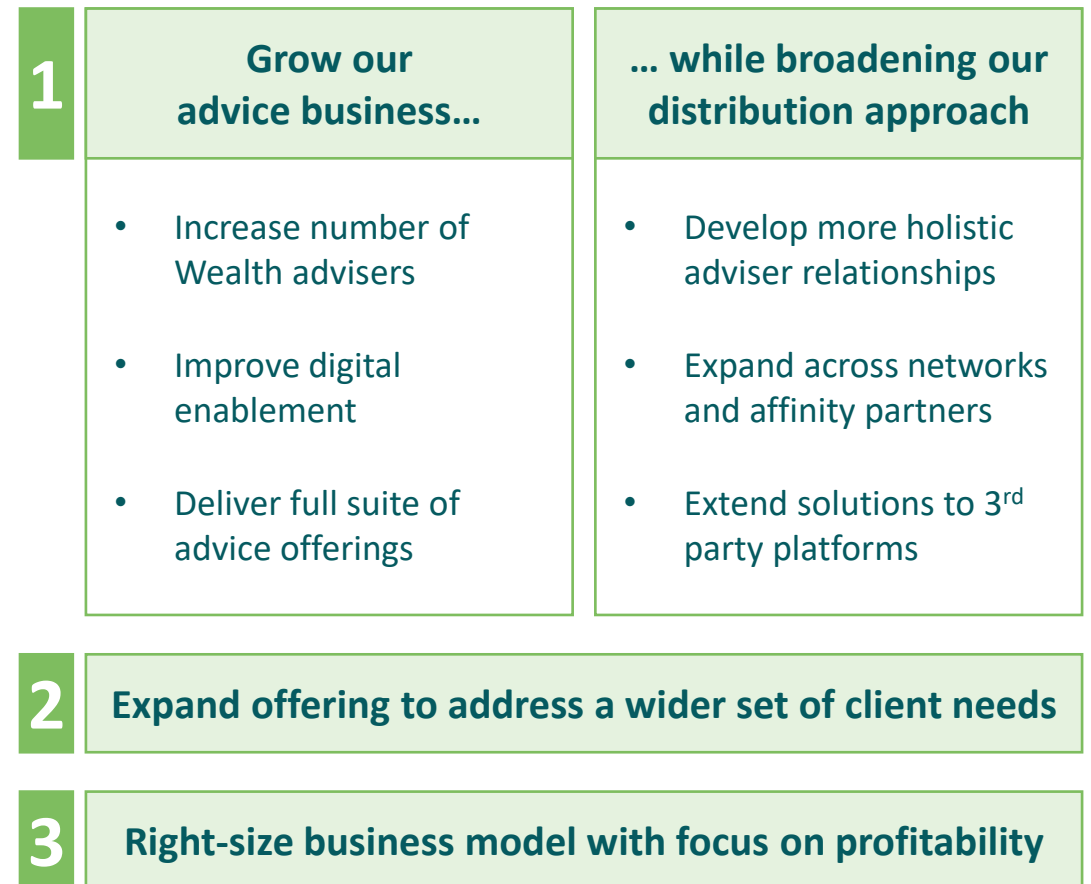 1
Grow our
advice business…
• Increase number of
Wealth advisers
• Improve digital
enablement
• Deliver full suite of
advice offerings
… while broadening our
distribution approach
• Develop more holistic
adviser relationships
• Expand across networks
and affinity partners
• Extend solutions to 3rd
party platforms
2
Expand offering to address a wider set of client needs
3
Right-size business model with focus on profitability